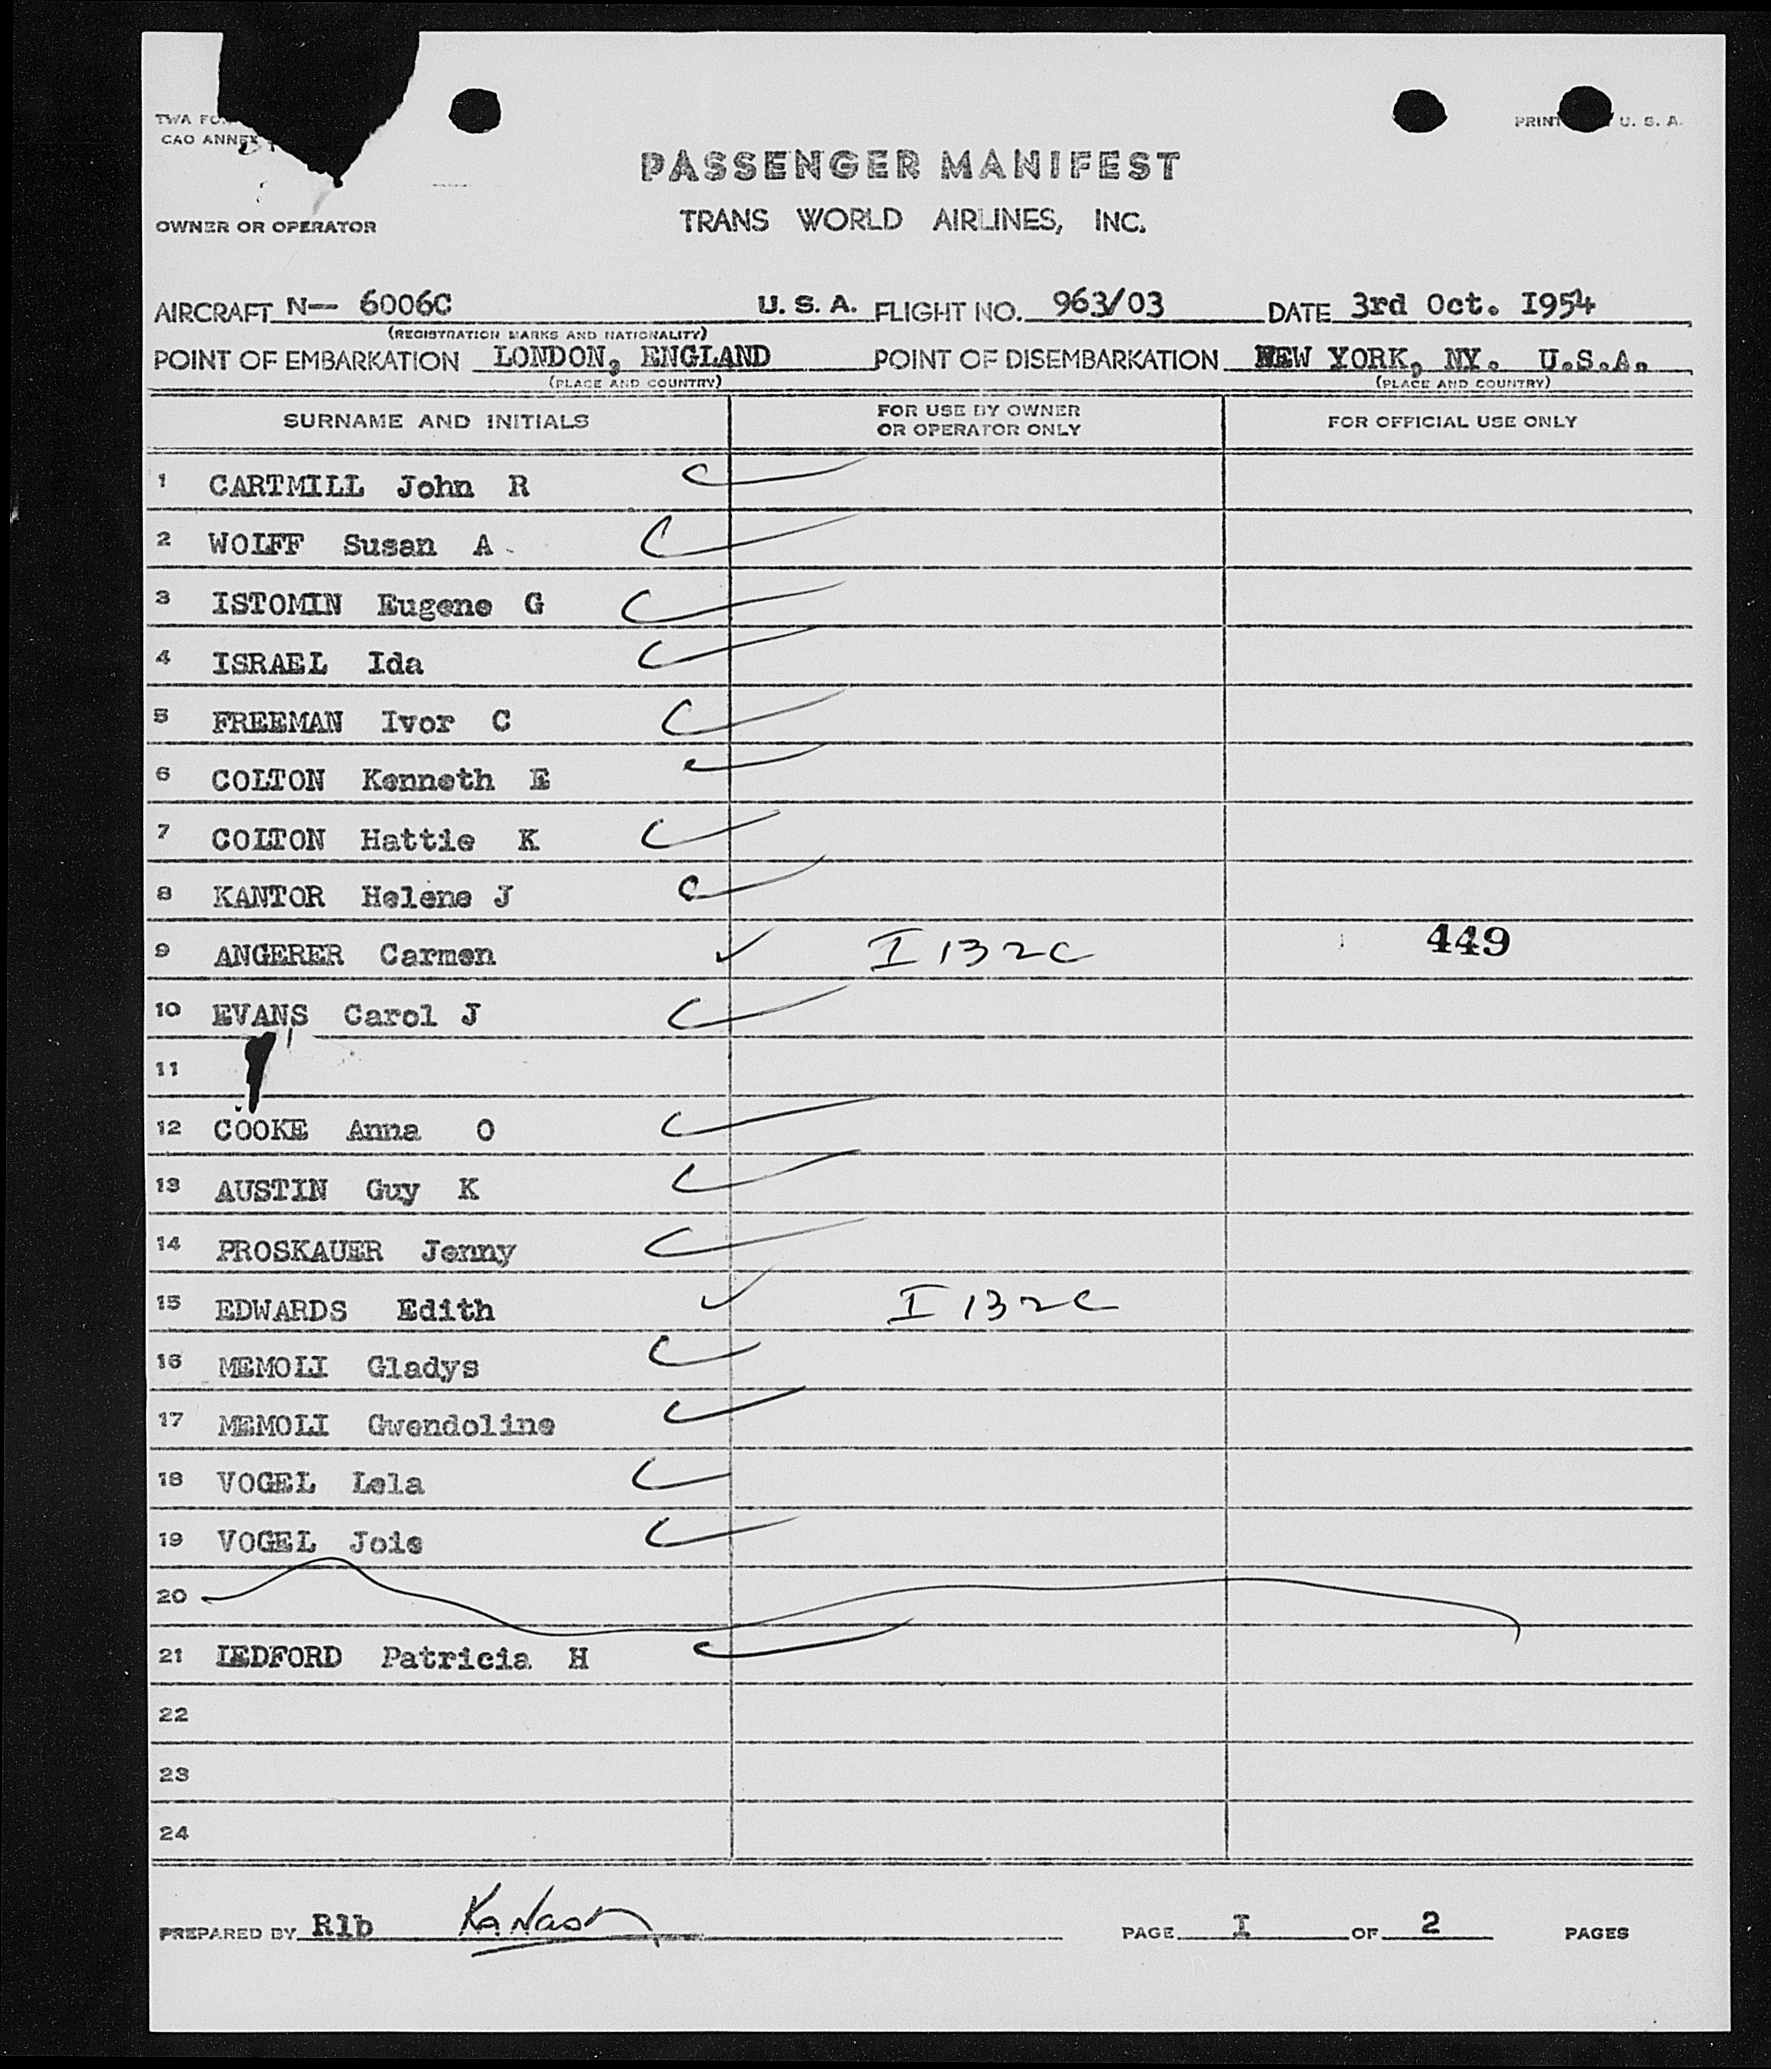 TWA FO
CAO ANNEX
PRINT U. S. A.
PASSENGER MANIFEST
OWNER OR OPERATOR
TRANS WORLD AIRLINES, INC.
AIRCRAFT N— 6006C U. S. A. FLIGHT NO. 963/03 DATE 3rd Oct. I954
(REGISTRATION MARKS AND NATIONALITY)
POINT OF EMBARKATION LONDON, ENGLAND POINT OF DISEMBARKATION NEW YORK, NY. U.S.A.
(PLACE AND COUNTRY) (PLACE AND COUNTRY)
SURNAME AND INITIALS FOR USE BY OWNER OR OPERATOR ONLY FOR OFFICIAL USE ONLY
1 CARTMILL John R
2 WOLFF Susan A
3 ISTOMIN Eugene G
4 ISRAEL Ida
5 FREEMAN Ivor C
6 COLTON Kenneth E
7 COLTON Hattie K
8 KANTOR Helene J
9 ANGERER Carmen I 132C 449
10 EVANS Carol J
11
12 COOKE Anna O
13 AUSTIN Guy K
14 PROSKAUER Jenny
15 EDWARDS Edith I 132C
16 MEMOLI Gladys
17 MEMOLI Gwendoline
18 VOGEL Lela
19 VOGEL Jois
20
21 LEDFORD Patricia H
22
23
24
PREPARED BY Rlb PAGE I OF 2 PAGES